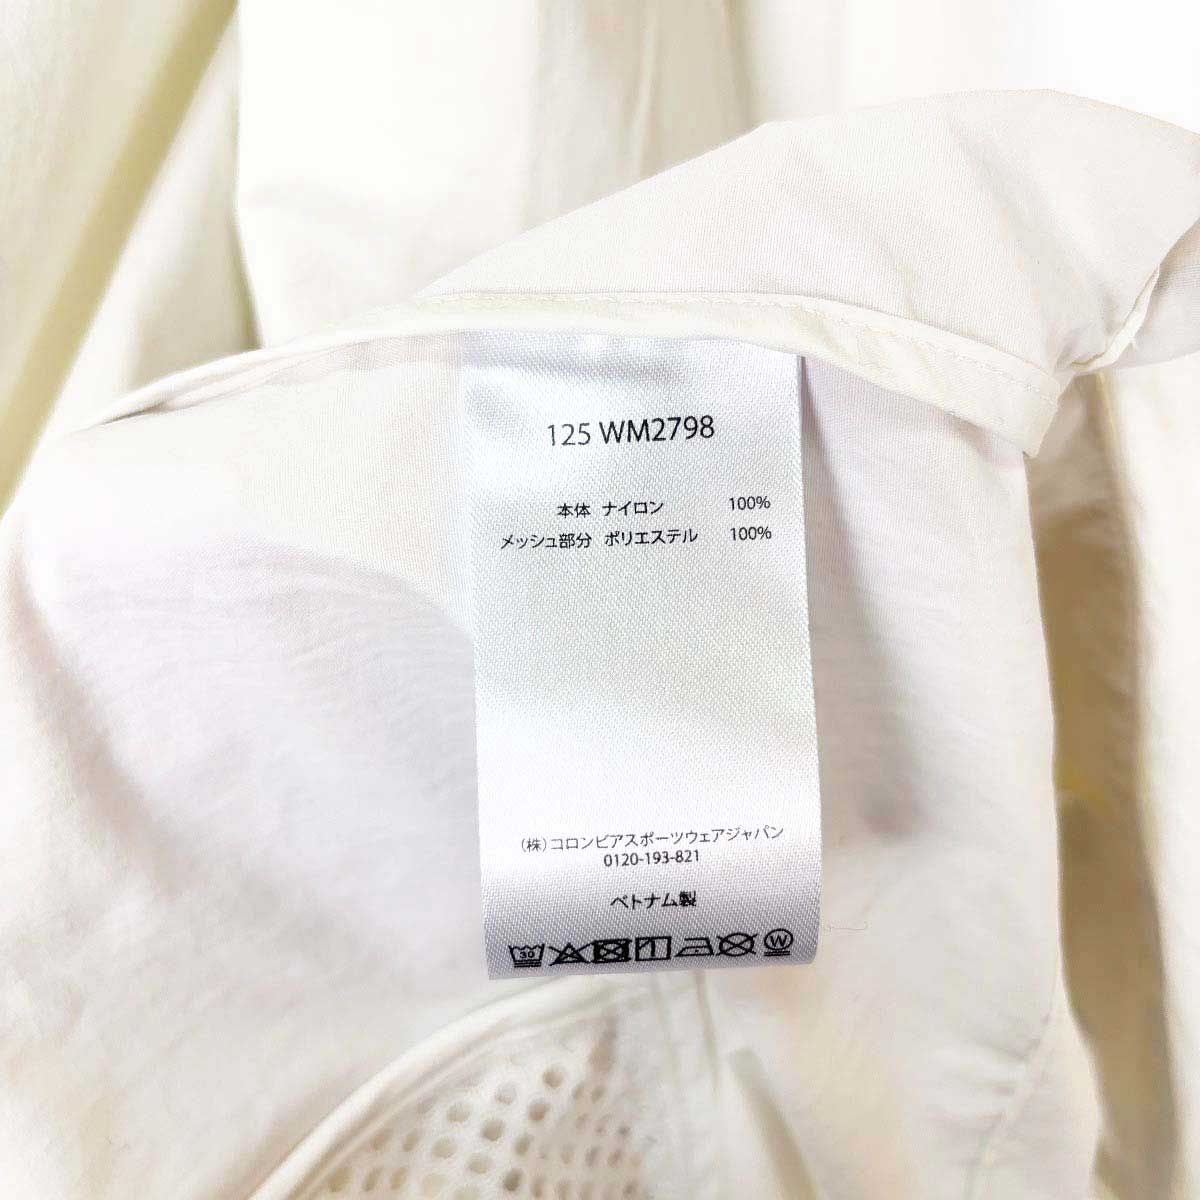 125 WM2798
本体 ナイロン 100%
メッシュ部分 ポリエステル 100%
(株)コロンビアスポーツウェアジャパン
0120-193-821
ベトナム製
30 W